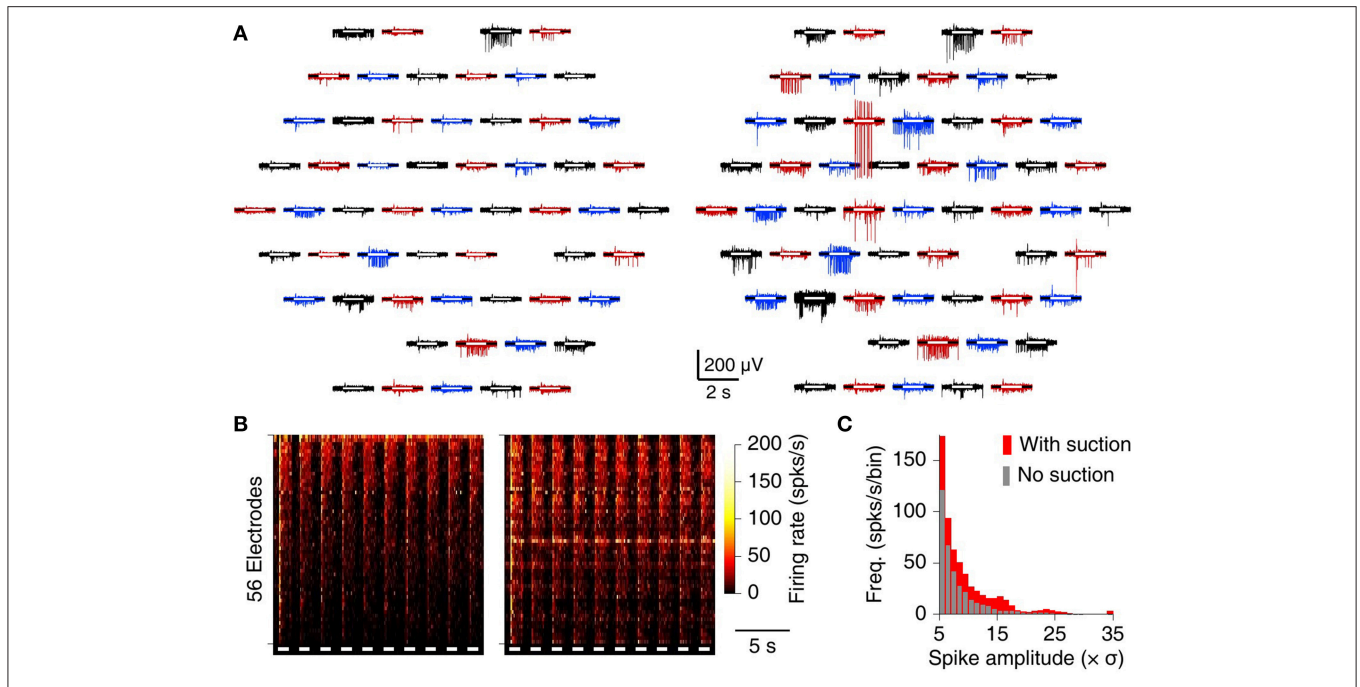 A
200 μV
2 s
B
56 Electrodes
200
150
100
50
0
Firing rate (spks/s)
5 s
C
With suction
No suction
Freq. (spks/s/bin)
150
100
50
0
5
15
25
35
Spike amplitude (× σ)